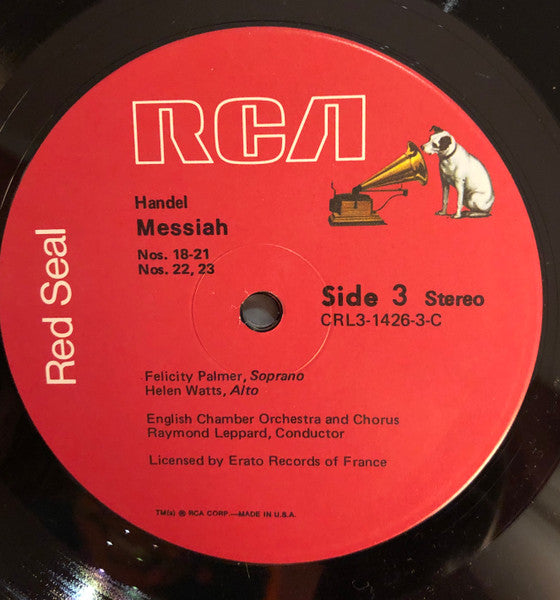 RCA
Red Seal
Handel
Messiah
Nos. 18-21
Nos. 22, 23
Side 3 Stereo
CRL3-1426-3-C
Felicity Palmer, Soprano
Helen Watts, Alto
English Chamber Orchestra and Chorus
Raymond Leppard, Conductor
Licensed by Erato Records of France
TM(s) ® RCA CORP.—MADE IN U.S.A.